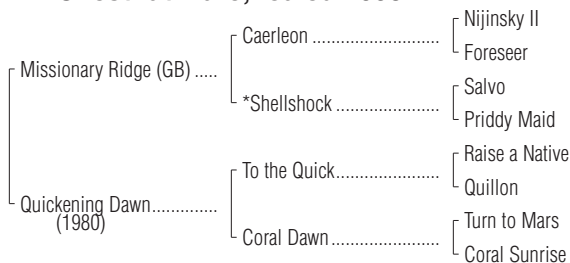 Nijinsky II
Caerleon
Foreseer
Missionary Ridge (GB) .....
Salvo
*Shellshock
Priddy Maid
Raise a Native
To the Quick
Quillon
Quickening Dawn
(1980)
Turn to Mars
Coral Dawn
Coral Sunrise